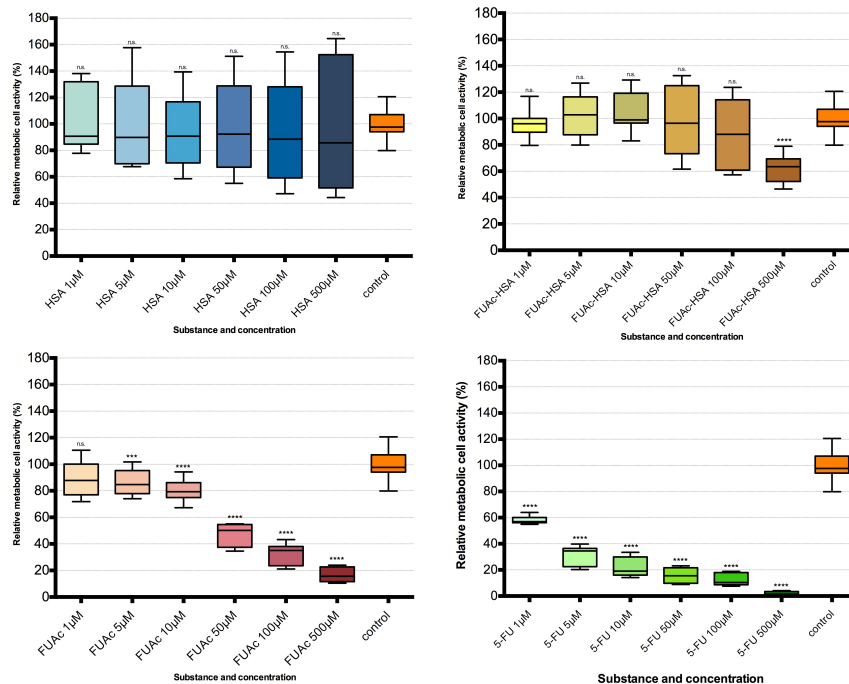 180
160
140
120
100
80
60
40
20
0
Relative metabolic cell activity (%)
n.s.
n.s.
n.s.
n.s.
n.s.
n.s.
HSA 1µM
HSA 5µM
HSA 10µM
HSA 50µM
HSA 100µM
HSA 500µM
control
Substance and concentration
180
160
140
120
100
80
60
40
20
0
Relative metabolic cell activity (%)
n.s.
n.s.
n.s.
n.s.
n.s.
****
FUAc-HSA 1µM
FUAc-HSA 5µM
FUAc-HSA 10µM
FUAc-HSA 50µM
FUAc-HSA 100µM
FUAc-HSA 500µM
control
Substance and concentration
180
160
140
120
100
80
60
40
20
0
Relative metabolic cell activity (%)
n.s.
***
****
****
****
****
FUAc 1µM
FUAc 5µM
FUAc 10µM
FUAc 50µM
FUAc 100µM
FUAc 500µM
control
Substance and concentration
180
160
140
120
100
80
60
40
20
0
Relative metabolic cell activity (%)
****
****
****
****
****
****
5-FU 1µM
5-FU 5µM
5-FU 10µM
5-FU 50µM
5-FU 100µM
5-FU 500µM
control
Substance and concentration